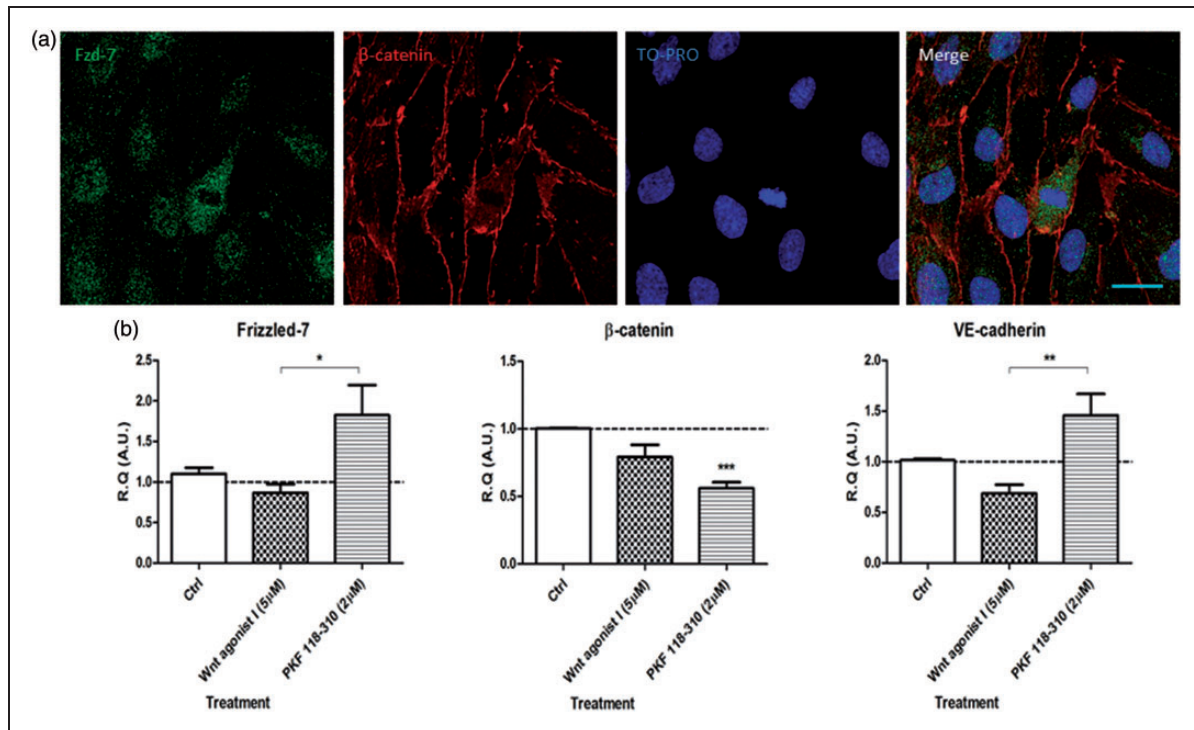 (a)
Fzd-7
β-catenin
TO-PRO
Merge
(b)
Frizzled-7
2.5
2.0
1.5
1.0
0.5
0.0
R.Q (A.U.)
*
Ctrl
Wnt agonist I (5µM)
PKF 118-310 (2µM)
Treatment
β-catenin
1.5
1.0
0.5
0.0
R.Q (A.U.)
***
Ctrl
Wnt agonist I (5µM)
PKF 118-310 (2µM)
Treatment
VE-cadherin
2.0
1.5
1.0
0.5
0.0
R.Q (A.U.)
**
Ctrl
Wnt agonist I (5µM)
PKF 118-310 (2µM)
Treatment